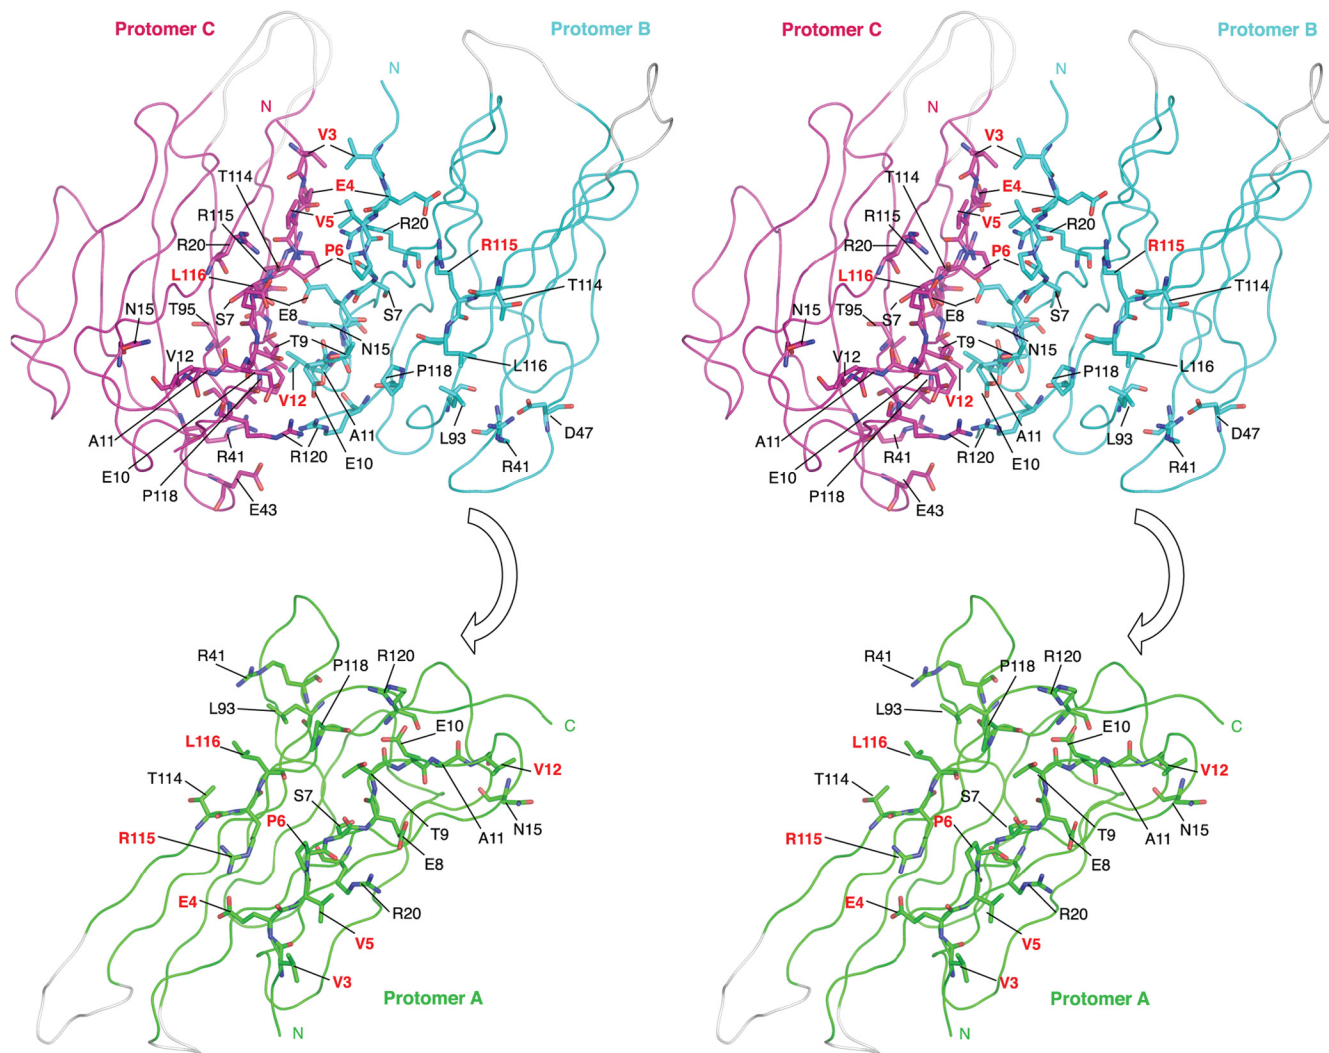 Protomer C
Protomer B
N
N
V3
T114
E4
R115
V5
R20
R20
R115
L116
P6
T114
N15
T95
S7
E8
S7
V12
T9
N15
L116
P118
V12
A11
A11
L93
D47
E10
R41
R120
E10
R41
P118
E43
R41
P118
R120
L93
E10
C
L116
V12
T114
S7
P6
T9
A11
N15
R115
E8
E4
R20
V5
V3
Protomer A
N
Protomer C
Protomer B
N
N
V3
T114
E4
R115
V5
R20
R20
R115
L116
P6
T114
N15
T95
S7
E8
S7
V12
T9
N15
L116
P118
V12
A11
A11
L93
D47
E10
R41
R120
E10
R41
P118
E43
R41
P118
R120
L93
E10
C
L116
V12
T114
S7
P6
T9
A11
N15
R115
E8
E4
R20
V5
V3
Protomer A
N